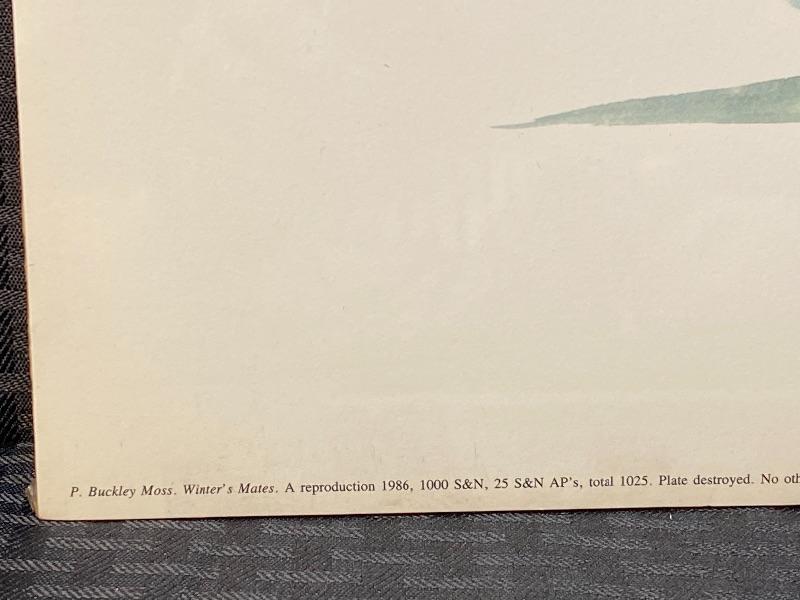 P. Buckley Moss. Winter's Mates. A reproduction 1986, 1000 S&N, 25 S&N AP's, total 1025. Plate destroyed. No